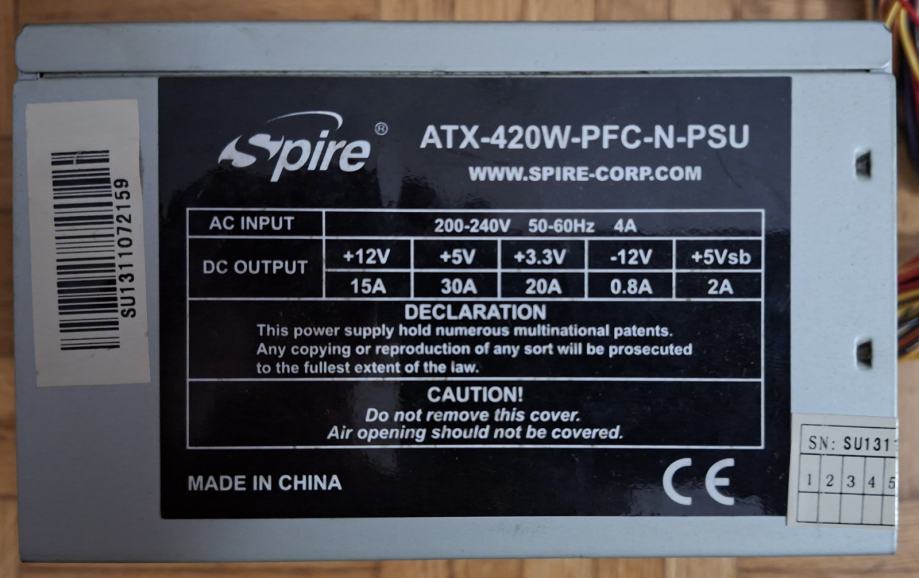 Spire®
ATX-420W-PFC-N-PSU
WWW.SPIRE-CORP.COM
AC INPUT 200-240V 50-60Hz 4A
DC OUTPUT +12V +5V +3.3V -12V +5Vsb
15A 30A 20A 0.8A 2A
DECLARATION
This power supply hold numerous multinational patents.
Any copying or reproduction of any sort will be prosecuted
to the fullest extent of the law.
CAUTION!
Do not remove this cover.
Air opening should not be covered.
MADE IN CHINA
CE
SU1311072159
SN: SU131
1 2 3 4 5